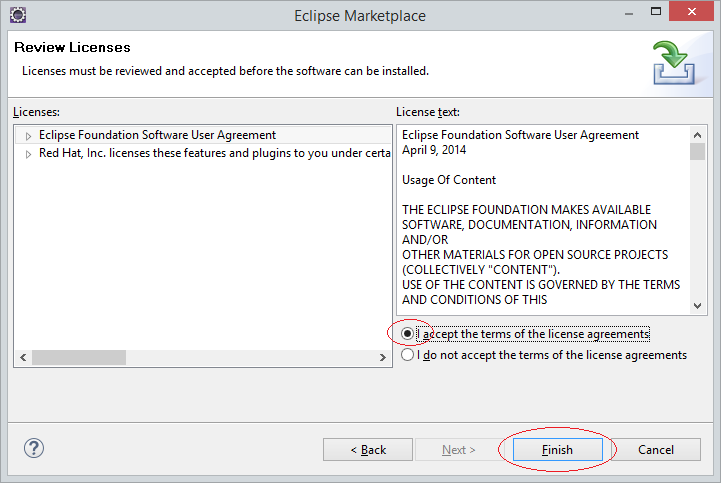 Eclipse Marketplace
Review Licenses
Licenses must be reviewed and accepted before the software can be installed.
Licenses:
Eclipse Foundation Software User Agreement
Red Hat, Inc. licenses these features and plugins to you under certa
License text:
Eclipse Foundation Software User Agreement
April 9, 2014
Usage Of Content
THE ECLIPSE FOUNDATION MAKES AVAILABLE
SOFTWARE, DOCUMENTATION, INFORMATION
AND/OR
OTHER MATERIALS FOR OPEN SOURCE PROJECTS
(COLLECTIVELY "CONTENT").
USE OF THE CONTENT IS GOVERNED BY THE TERMS
AND CONDITIONS OF THIS
I accept the terms of the license agreements
I do not accept the terms of the license agreements
?
< Back
Next >
Finish
Cancel